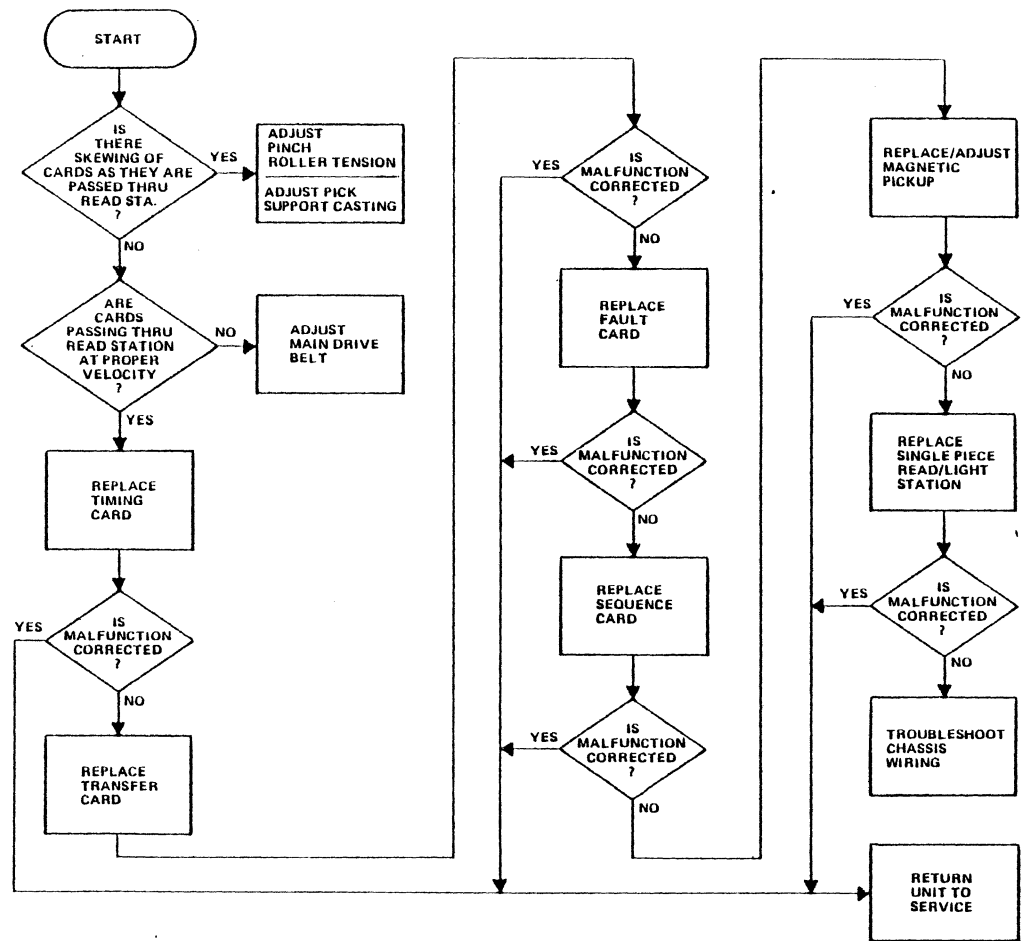 START
IS
THERE
SKEWING OF
CARDS AS THEY ARE
PASSED THRU
READ STA.
?
YES
ADJUST
PINCH
ROLLER TENSION
ADJUST PICK
SUPPORT CASTING
NO
ARE
CARDS
PASSING THRU
READ STATION
AT PROPER
VELOCITY
?
NO
ADJUST
MAIN DRIVE
BELT
YES
REPLACE
TIMING
CARD
YES
IS
MALFUNCTION
CORRECTED
?
NO
REPLACE
TRANSFER
CARD
YES
IS
MALFUNCTION
CORRECTED
?
NO
REPLACE
FAULT
CARD
YES
IS
MALFUNCTION
CORRECTED
?
NO
REPLACE
SEQUENCE
CARD
YES
IS
MALFUNCTION
CORRECTED
?
NO
REPLACE/ADJUST
MAGNETIC
PICKUP
YES
IS
MALFUNCTION
CORRECTED
?
NO
REPLACE
SINGLE PIECE
READ/LIGHT
STATION
YES
IS
MALFUNCTION
CORRECTED
?
NO
TROUBLESHOOT
CHASSIS
WIRING
RETURN
UNIT TO
SERVICE